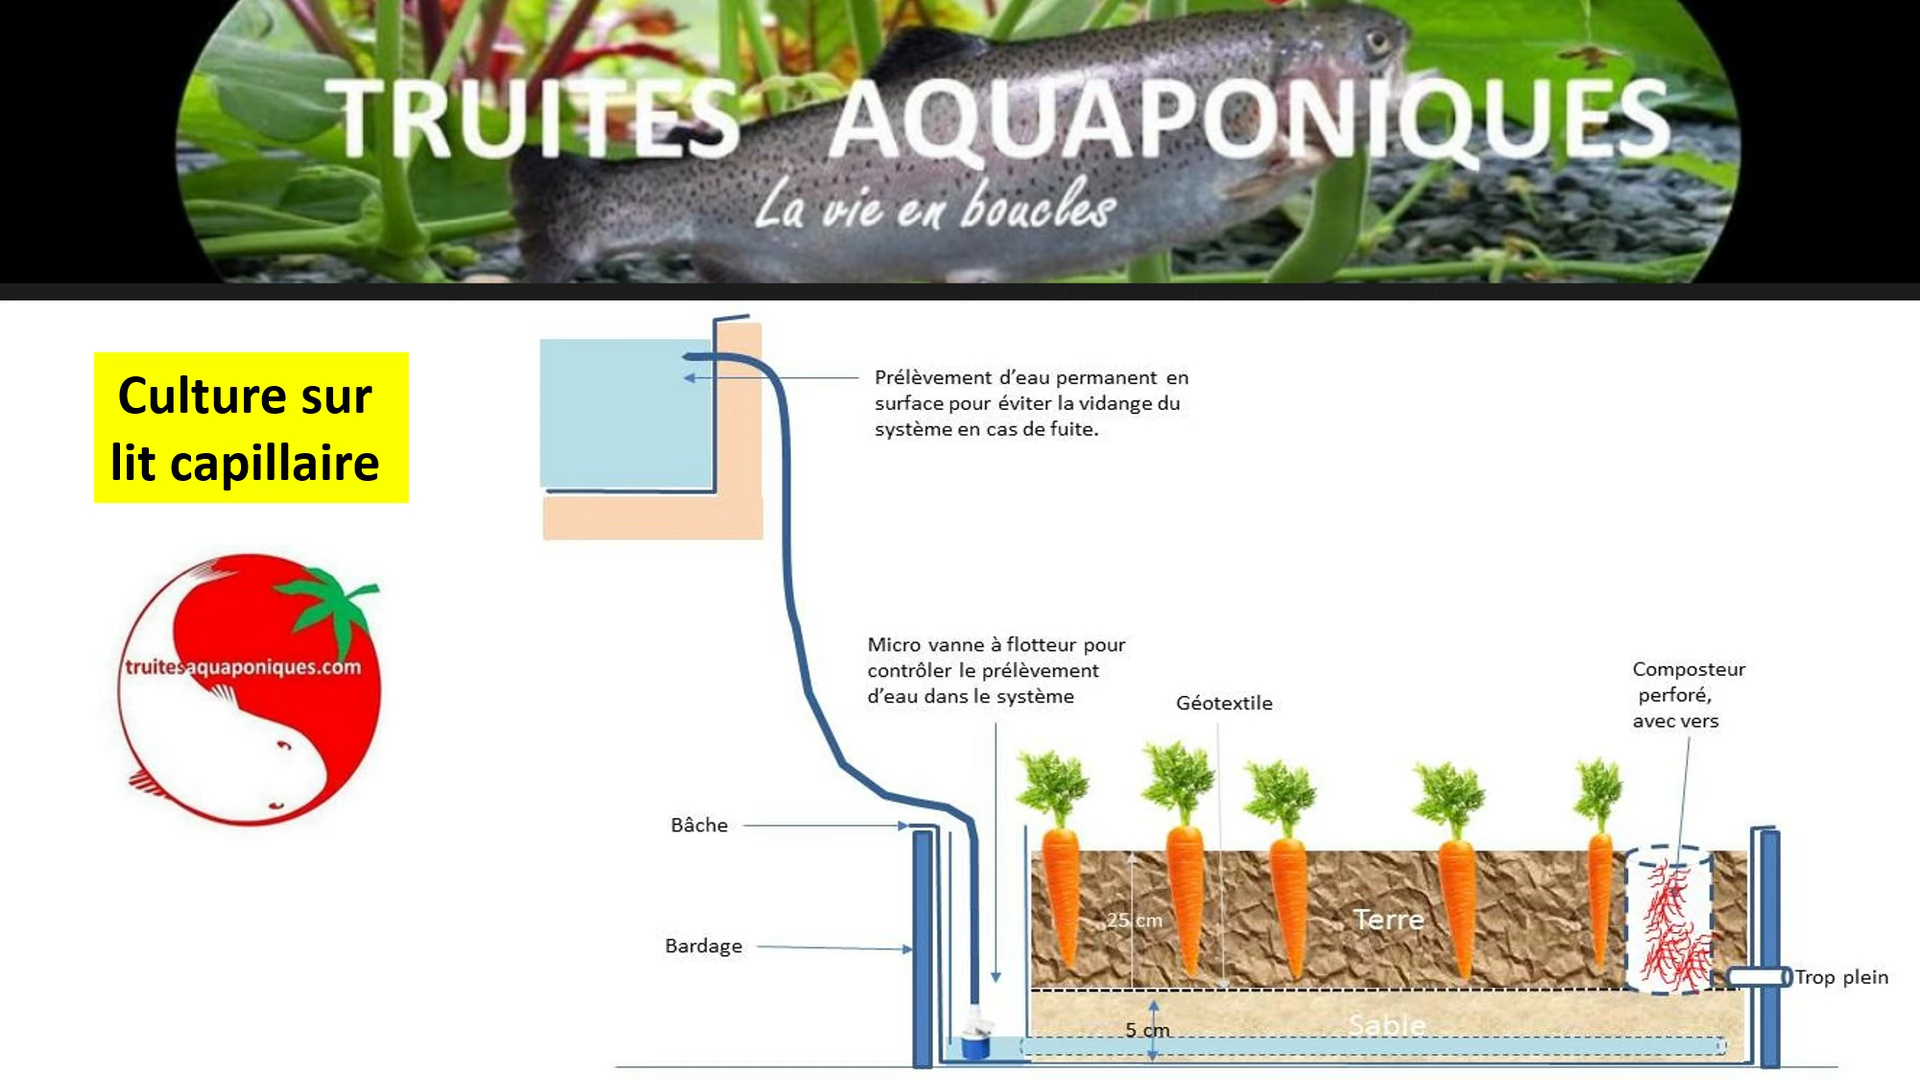 TRUITES AQUAPONIQUES
La vie en boucles
Culture sur
lit capillaire
truitesaquaponiques.com
Prélèvement d'eau permanent en
surface pour éviter la vidange du
système en cas de fuite.
Micro vanne à flotteur pour
contrôler le prélèvement
d'eau dans le système
Géotextile
Composteur
perforé,
avec vers
Bâche
Bardage
25 cm
Terre
Trop plein
5 cm
Sable